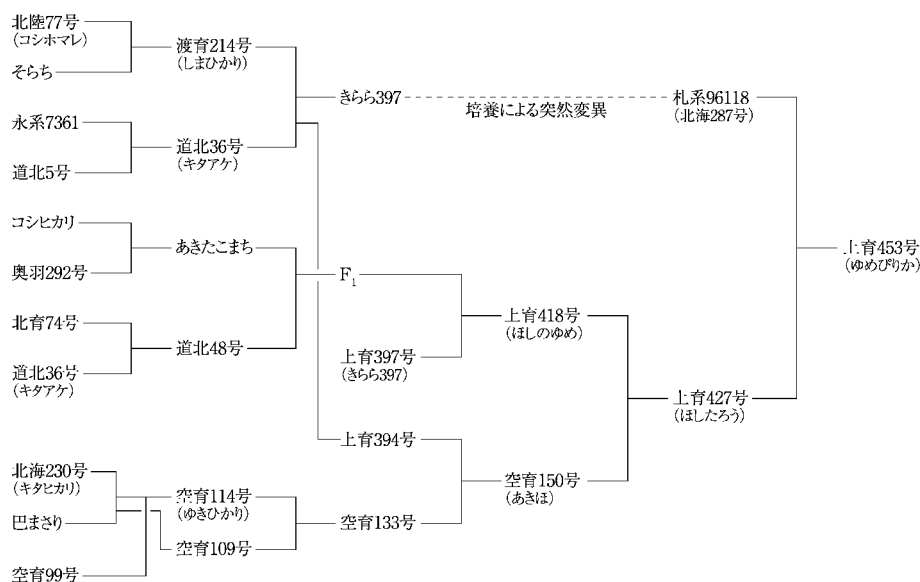 北陸77号
(コシホマレ)
そらち
永系7361
道北5号
コシヒカリ
奥羽292号
北育74号
道北36号
(キタアケ)
北海230号
(キタヒカリ)
巴まさり
空育99号
渡育214号
(しまひかり)
道北36号
(キタアケ)
あきたこまち
道北48号
空育114号
(ゆきひかり)
空育109号
きらら397
F₁
上育397号
(きらら397)
上育394号
空育133号
培養による突然変異
上育418号
(ほしのゆめ)
空育150号
(あきほ)
札系96118
(北海287号)
上育427号
(ほしたろう)
上育453号
(ゆめぴりか)